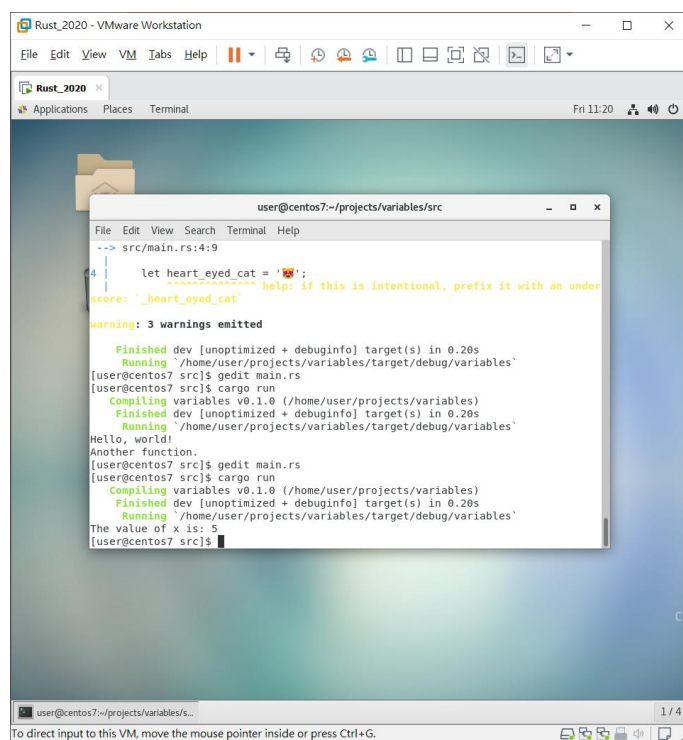 Rust_2020 - VMware Workstation
File Edit View VM Tabs Help
Rust_2020
Applications Places Terminal Fri 11:20
user@centos7:~/projects/variables/src
File Edit View Search Terminal Help
--> src/main.rs:4:9
|
4 | let heart_eyed_cat = '😻';
| ^^^^^^^^^^^^^^ help: if this is intentional, prefix it with an under
score: `_heart_eyed_cat`
warning: 3 warnings emitted
Finished dev [unoptimized + debuginfo] target(s) in 0.20s
Running `/home/user/projects/variables/target/debug/variables`
[user@centos7 src]$ gedit main.rs
[user@centos7 src]$ cargo run
Compiling variables v0.1.0 (/home/user/projects/variables)
Finished dev [unoptimized + debuginfo] target(s) in 0.20s
Running `/home/user/projects/variables/target/debug/variables`
Hello, world!
Another function.
[user@centos7 src]$ gedit main.rs
[user@centos7 src]$ cargo run
Compiling variables v0.1.0 (/home/user/projects/variables)
Finished dev [unoptimized + debuginfo] target(s) in 0.20s
Running `/home/user/projects/variables/target/debug/variables`
The value of x is: 5
[user@centos7 src]$
user@centos7:~/projects/variables/s... 1 / 4
To direct input to this VM, move the mouse pointer inside or press Ctrl+G.